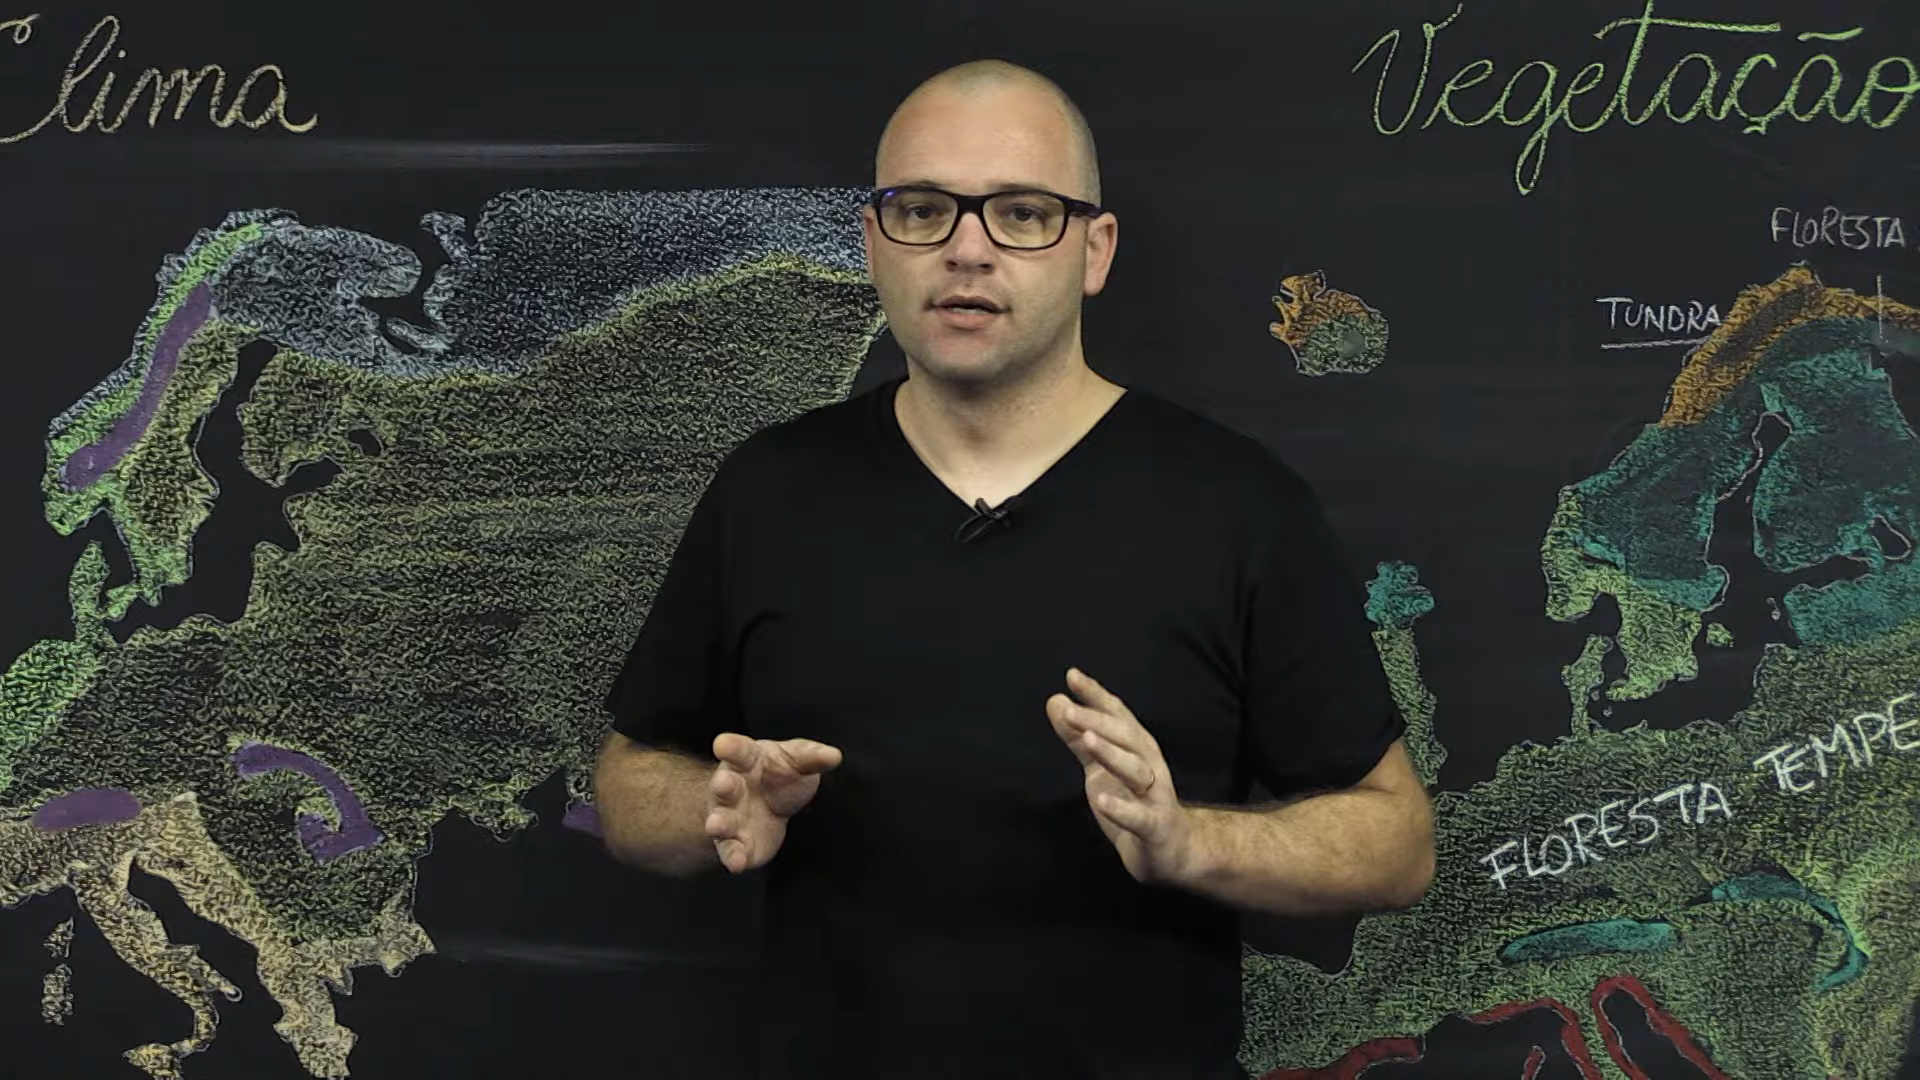 Clima
Vegetação
FLORESTA
TUNDRA
FLORESTA TEMPE